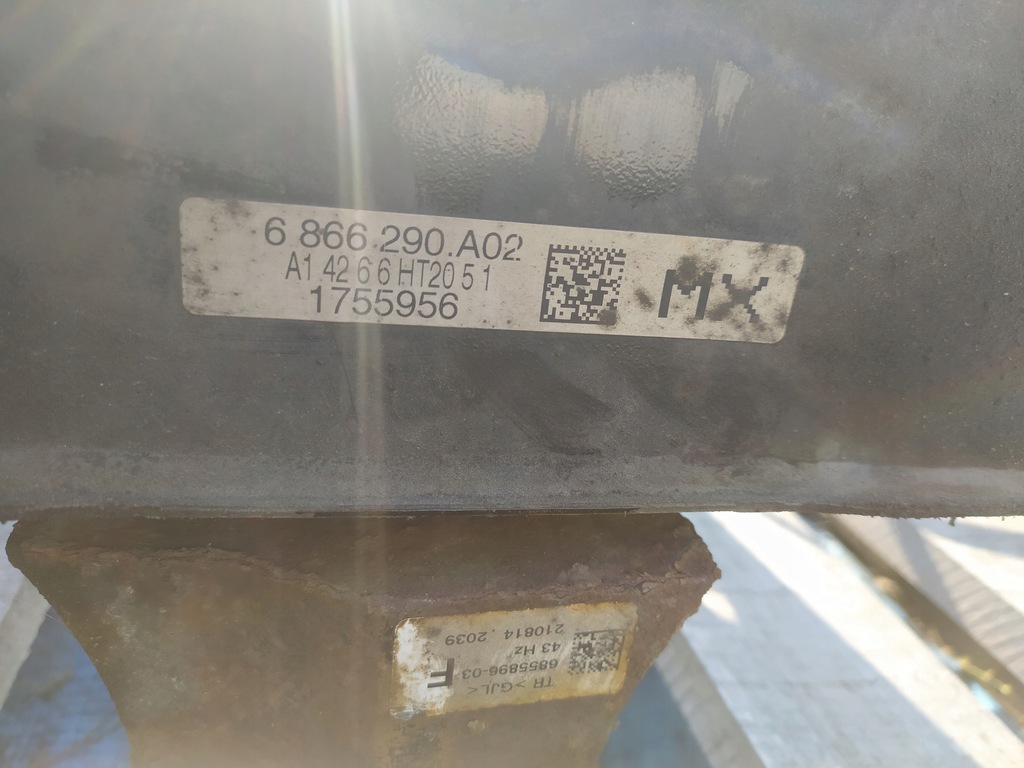 6 866 290.A02
A1 42 6 6 HT20 5 1
1755956
MX
TR >GJL<
6855896-03
43 Hz
210814 . 2039
F